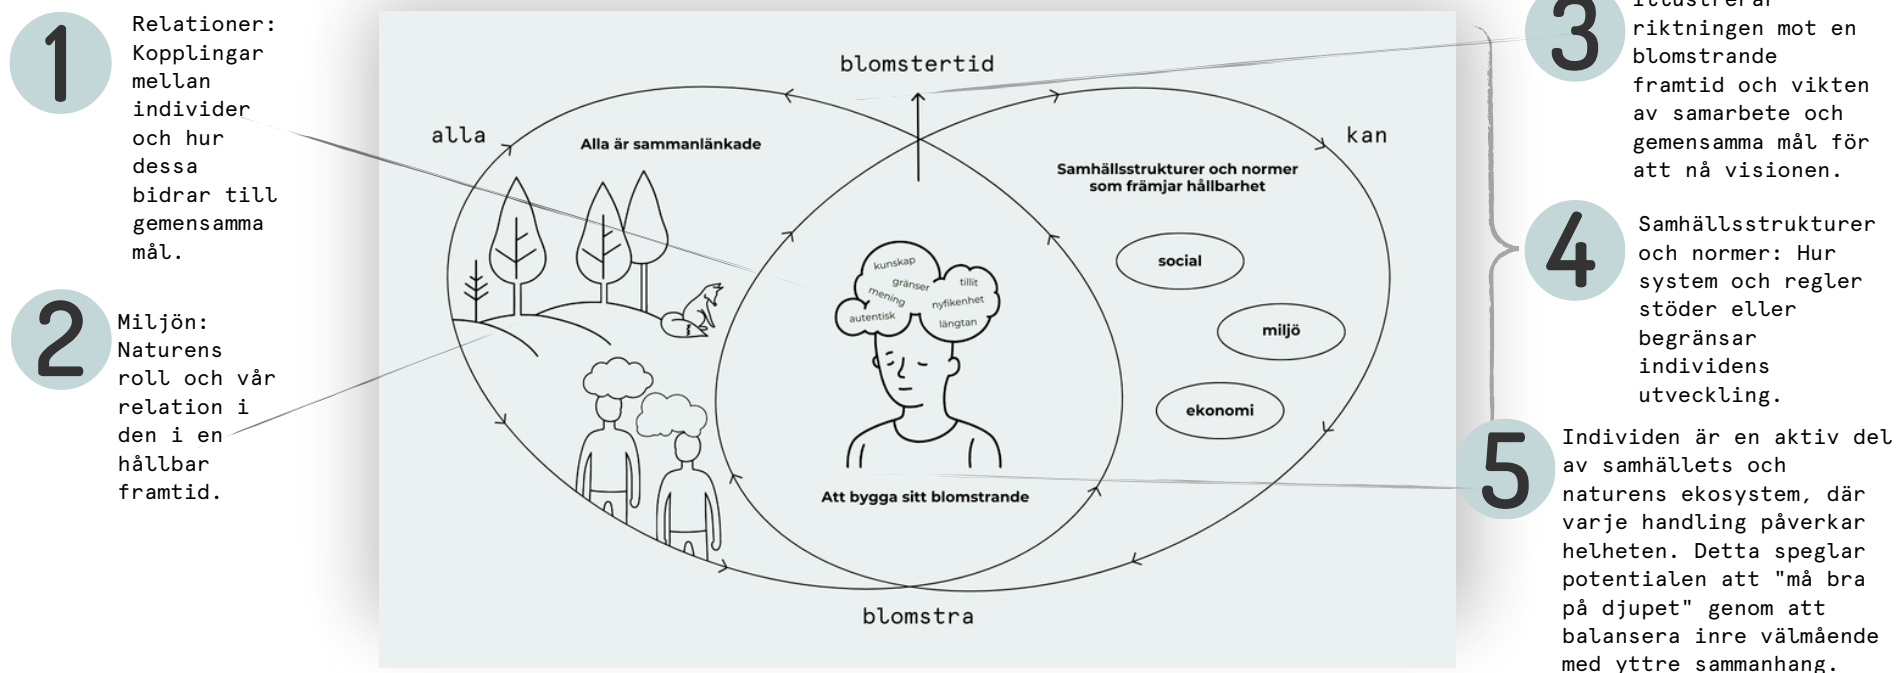 1
Relationer:
Kopplingar
mellan
individer
och hur
dessa
bidrar till
gemensamma
mål.
2
Miljön:
Naturens
roll och vår
relation i
den i en
hållbar
framtid.
blomstertid
alla
kan
Alla är sammanlänkade
Samhällsstrukturer och normer
som främjar hållbarhet
kunskap
gränser
mening
autentisk
tillit
nyfikenhet
längtan
social
miljö
ekonomi
Att bygga sitt blomstrande
blomstra
3
illustrerar
riktningen mot en
blomstrande
framtid och vikten
av samarbete och
gemensamma mål för
att nå visionen.
4
Samhällsstrukturer
och normer: Hur
system och regler
stöder eller
begränsar
individens
utveckling.
5
Individen är en aktiv del
av samhällets och
naturens ekosystem, där
varje handling påverkar
helheten. Detta speglar
potentialen att "må bra
på djupet" genom att
balansera inre välmående
med yttre sammanhang.